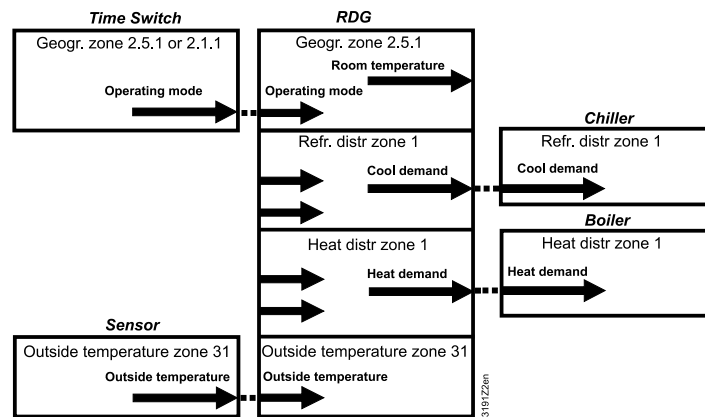 Time Switch
RDG
Geogr. zone 2.5.1 or 2.1.1
Geogr. zone 2.5.1
Room temperature
Operating mode
Operating mode
Chiller
Refr. distr zone 1
Refr. distr zone 1
Cool demand
Cool demand
Boiler
Heat distr zone 1
Heat distr zone 1
Heat demand
Heat demand
Sensor
Outside temperature zone 31
Outside temperature zone 31
Outside temperature
Outside temperature
3191Z2en